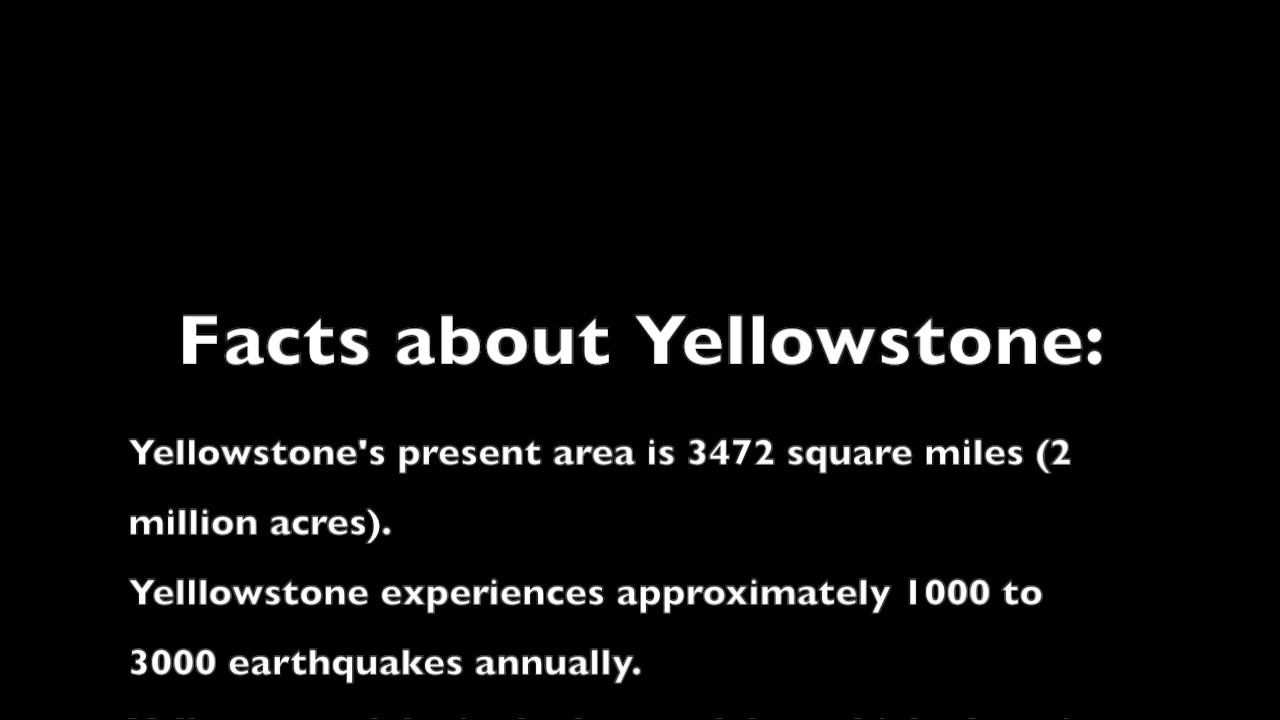 Facts about Yellowstone:
Yellowstone's present area is 3472 square miles (2
million acres).
Yelllowstone experiences approximately 1000 to
3000 earthquakes annually.